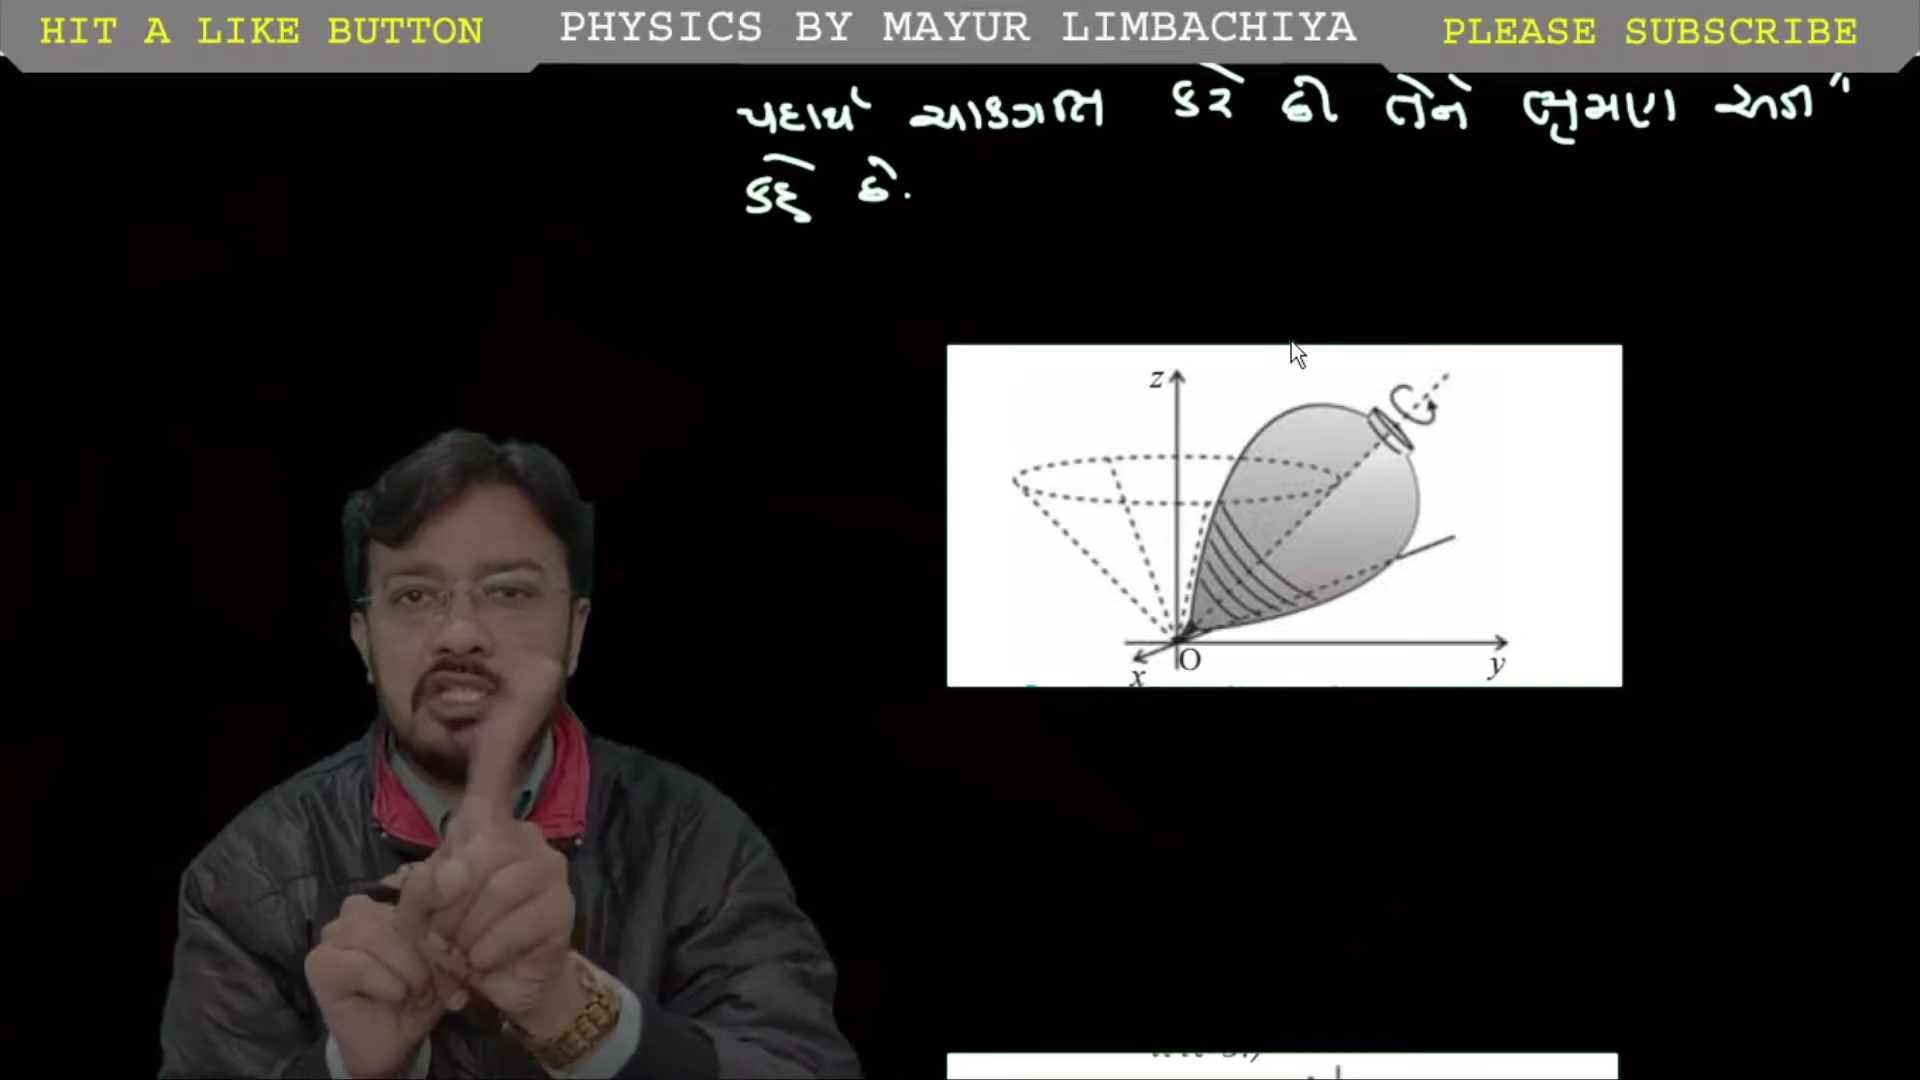 HIT A LIKE BUTTON
PHYSICS BY MAYUR LIMBACHIYA
PLEASE SUBSCRIBE
પદાર્થ ચાકગતિ કરે છે તેને ભ્રમણ અક્ષ"
કહે છે.
z
O
y
x